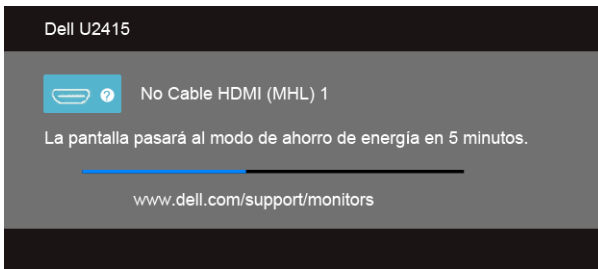 Dell U2415
?
No Cable HDMI (MHL) 1
La pantalla pasará al modo de ahorro de energía en 5 minutos.
www.dell.com/support/monitors